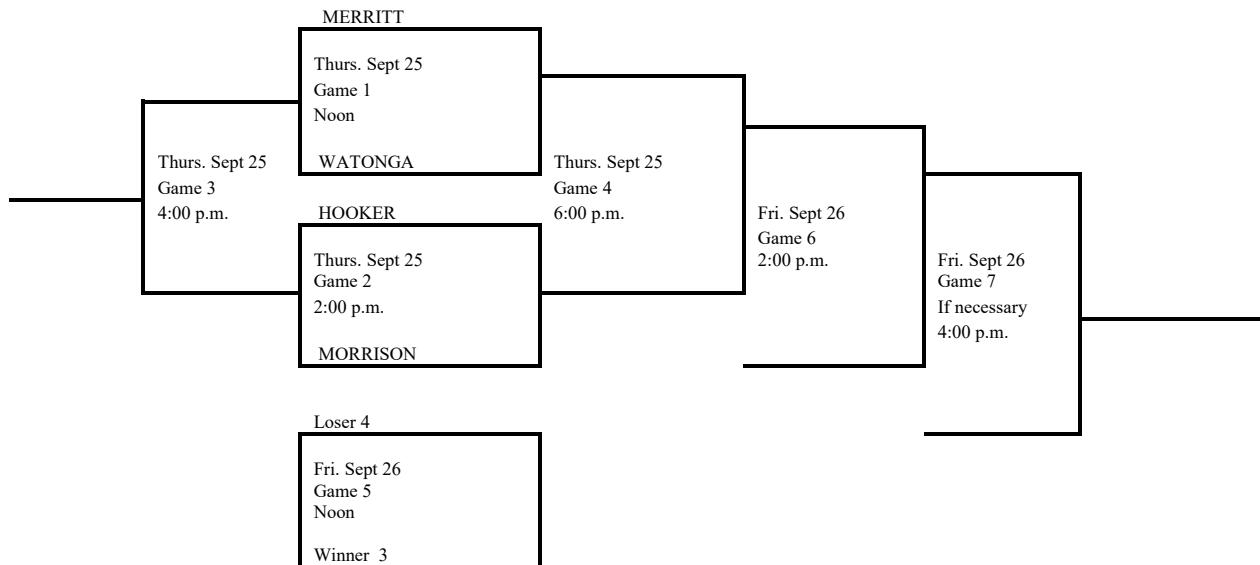 MERRITT
Thurs. Sept 25
Game 1
Noon
WATONGA
Thurs. Sept 25
Game 3
4:00 p.m.
Thurs. Sept 25
Game 4
6:00 p.m.
HOOKER
Thurs. Sept 25
Game 2
2:00 p.m.
MORRISON
Fri. Sept 26
Game 6
2:00 p.m.
Fri. Sept 26
Game 7
If necessary
4:00 p.m.
Loser 4
Fri. Sept 26
Game 5
Noon
Winner  3